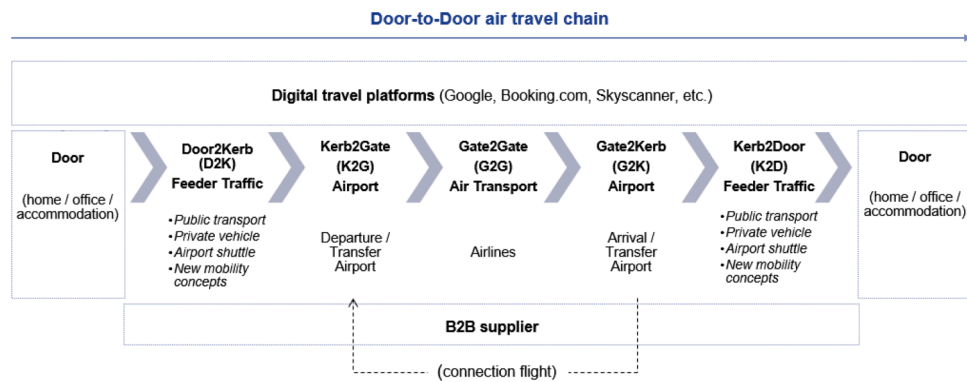 Door-to-Door air travel chain
Digital travel platforms (Google, Booking.com, Skyscanner, etc.)
Door
(home / office /
accommodation)
Door2Kerb
(D2K)
Feeder Traffic
•Public transport
•Private vehicle
•Airport shuttle
•New mobility
concepts
Kerb2Gate
(K2G)
Airport
Departure /
Transfer
Airport
Gate2Gate
(G2G)
Air Transport
Airlines
Gate2Kerb
(G2K)
Airport
Arrival /
Transfer
Airport
Kerb2Door
(K2D)
Feeder Traffic
•Public transport
•Private vehicle
•Airport shuttle
•New mobility
concepts
Door
(home / office /
accommodation)
B2B supplier
(connection flight)